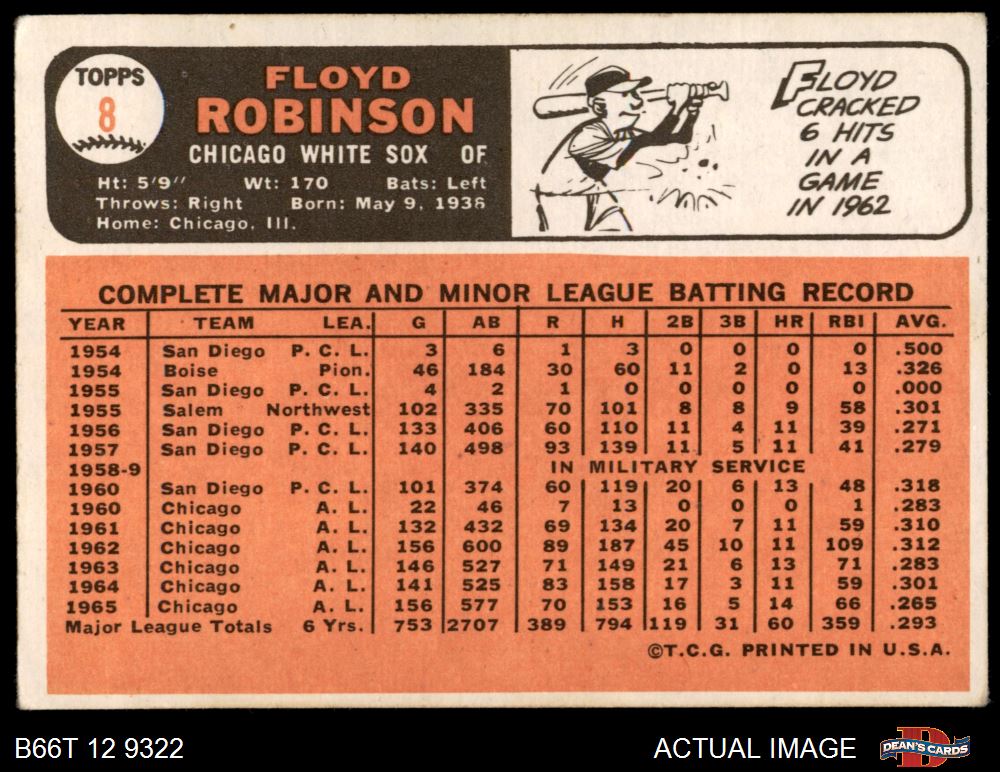 TOPPS
8
FLOYD
ROBINSON
CHICAGO WHITE SOX OF
Ht: 5'9" Wt: 170 Bats: Left
Throws: Right Born: May 9, 1936
Home: Chicago, Ill.
FLOYD
CRACKED
6 HITS
IN A
GAME
IN 1962
COMPLETE MAJOR AND MINOR LEAGUE BATTING RECORD
YEAR TEAM LEA. G AB R H 2B 3B HR RBI AVG.
1954 San Diego P. C. L. 3 6 1 3 0 0 0 0 .500
1954 Boise Pion. 46 184 30 60 11 2 0 13 .326
1955 San Diego P. C. L. 4 2 1 0 0 0 0 0 .000
1955 Salem Northwest 102 335 70 101 8 8 9 58 .301
1956 San Diego P. C. L. 133 406 60 110 11 4 11 39 .271
1957 San Diego P. C. L. 140 498 93 139 11 5 11 41 .279
1958-9 IN MILITARY SERVICE
1960 San Diego P. C. L. 101 374 60 119 20 6 13 48 .318
1960 Chicago A. L. 22 46 7 13 0 0 0 1 .283
1961 Chicago A. L. 132 432 69 134 20 7 11 59 .310
1962 Chicago A. L. 156 600 89 187 45 10 11 109 .312
1963 Chicago A. L. 146 527 71 149 21 6 13 71 .283
1964 Chicago A. L. 141 525 83 158 17 3 11 59 .301
1965 Chicago A. L. 156 577 70 153 16 5 14 66 .265
Major League Totals 6 Yrs. 753 2707 389 794 119 31 60 359 .293
©T.C.G. PRINTED IN U.S.A.
B66T 12 9322
ACTUAL IMAGE
D
DEAN'S CARDS